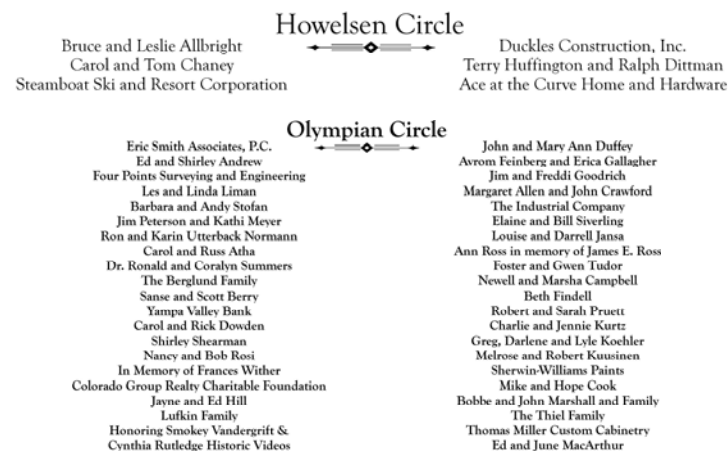 Howelsen Circle
Bruce and Leslie Allbright
Carol and Tom Chaney
Steamboat Ski and Resort Corporation
Duckles Construction, Inc.
Terry Huffington and Ralph Dittman
Ace at the Curve Home and Hardware
Olympian Circle
Eric Smith Associates, P.C.
Ed and Shirley Andrew
Four Points Surveying and Engineering
Les and Linda Liman
Barbara and Andy Stofan
Jim Peterson and Kathi Meyer
Ron and Karin Utterback Normann
Carol and Russ Atha
Dr. Ronald and Coralyn Summers
The Berglund Family
Sanse and Scott Berry
Yampa Valley Bank
Carol and Rick Dowden
Shirley Shearman
Nancy and Bob Rosi
In Memory of Frances Wither
Colorado Group Realty Charitable Foundation
Jayne and Ed Hill
Lufkin Family
Honoring Smokey Vandergrift &
Cynthia Rutledge Historic Videos
John and Mary Ann Duffey
Avrom Feinberg and Erica Gallagher
Jim and Freddi Goodrich
Margaret Allen and John Crawford
The Industrial Company
Elaine and Bill Siverling
Louise and Darrell Jansa
Ann Ross in memory of James E. Ross
Foster and Gwen Tudor
Newell and Marsha Campbell
Beth Findell
Robert and Sarah Pruett
Charlie and Jennie Kurtz
Greg, Darlene and Lyle Koehler
Melrose and Robert Kuusinen
Sherwin-Williams Paints
Mike and Hope Cook
Bobbe and John Marshall and Family
The Thiel Family
Thomas Miller Custom Cabinetry
Ed and June MacArthur